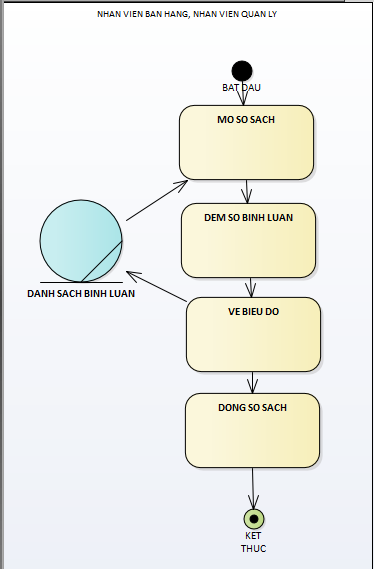 NHAN VIEN BAN HANG, NHAN VIEN QUAN LY
BAT DAU
MO SO SACH
DEM SO BINH LUAN
DANH SACH BINH LUAN
VE BIEU DO
DONG SO SACH
KET
THUC